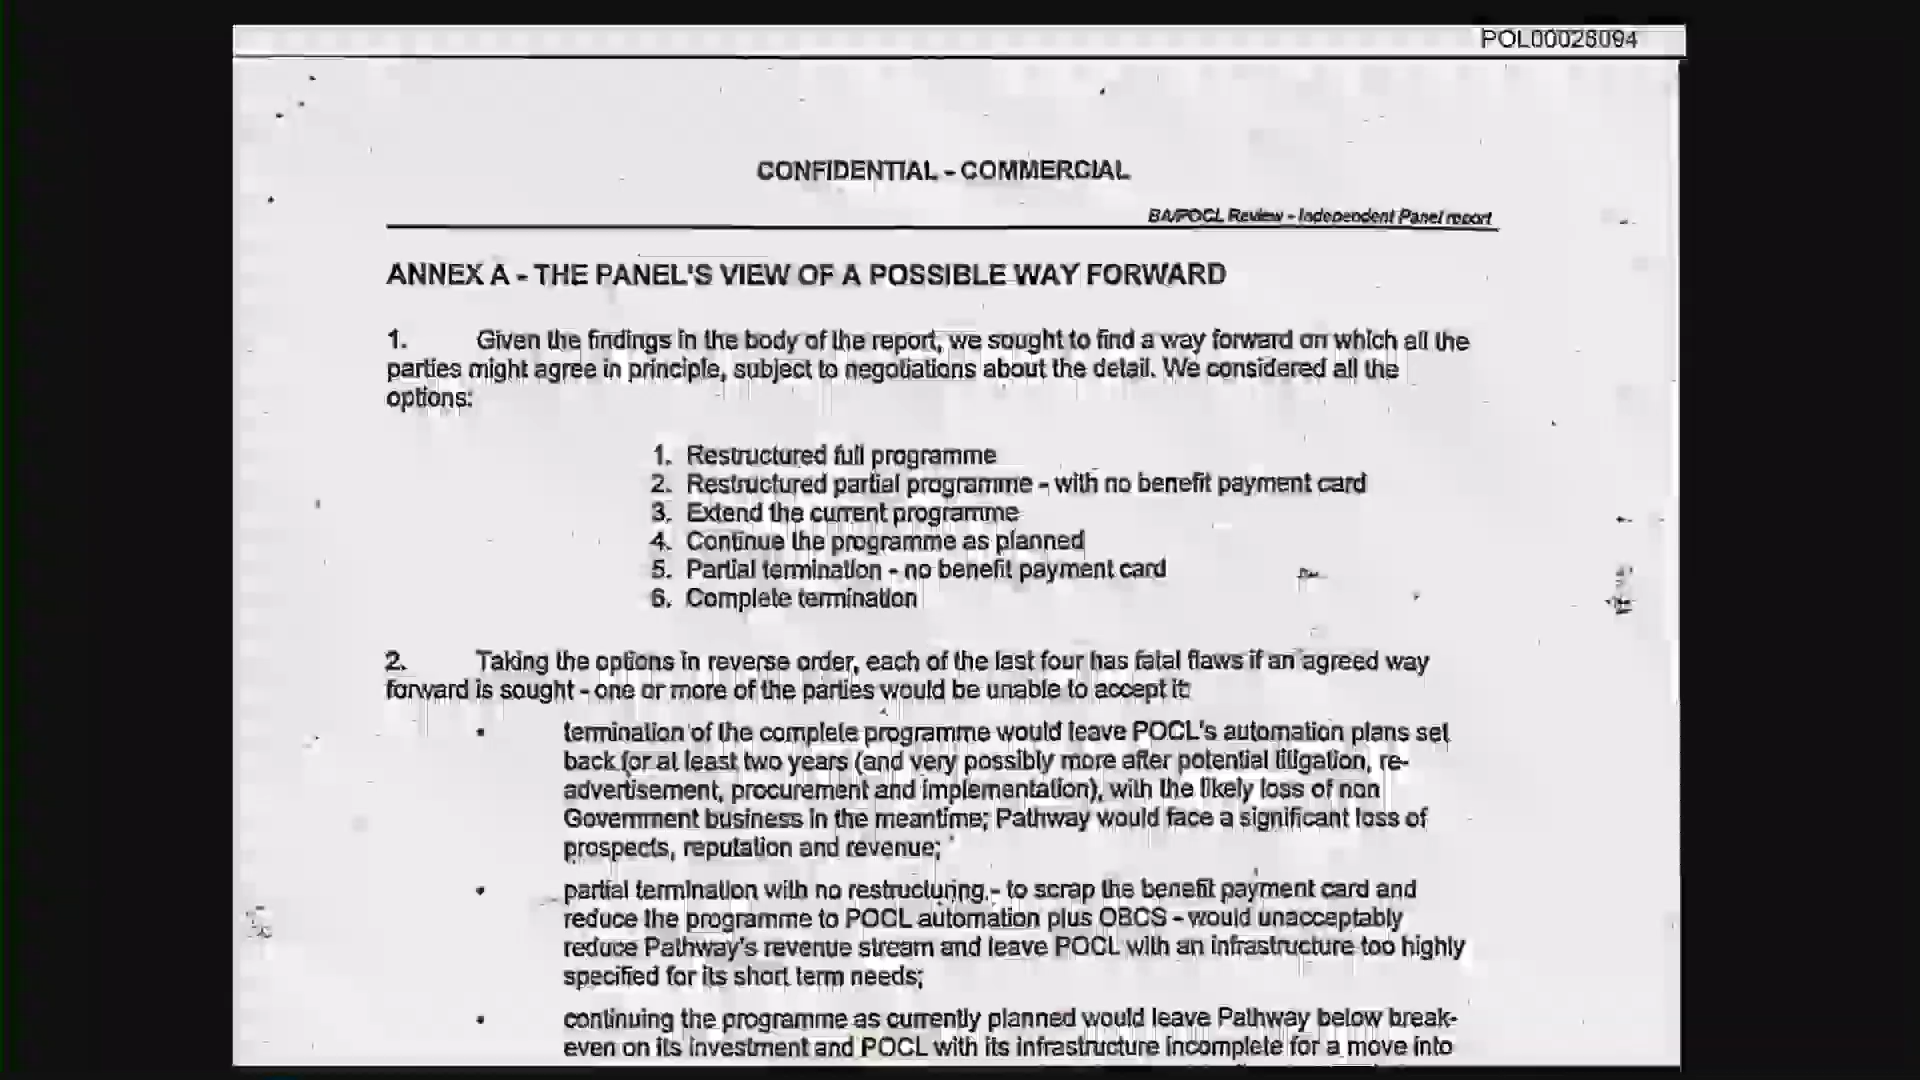 POL00028094
CONFIDENTIAL - COMMERCIAL
BA/POCL Review - Independent Panel report
ANNEX A - THE PANEL'S VIEW OF A POSSIBLE WAY FORWARD
1. Given the findings in the body of the report, we sought to find a way forward on which all the
parties might agree in principle, subject to negotiations about the detail. We considered all the
options:
1. Restructured full programme
2. Restructured partial programme - with no benefit payment card
3. Extend the current programme
4. Continue the programme as planned
5. Partial termination - no benefit payment card
6. Complete termination
2. Taking the options in reverse order, each of the last four has fatal flaws if an agreed way
forward is sought - one or more of the parties would be unable to accept it:
• termination of the complete programme would leave POCL's automation plans set
back for at least two years (and very possibly more after potential litigation, re-
advertisement, procurement and implementation), with the likely loss of non
Government business in the meantime; Pathway would face a significant loss of
prospects, reputation and revenue;
• partial termination with no restructuring - to scrap the benefit payment card and
reduce the programme to POCL automation plus OBCS - would unacceptably
reduce Pathway's revenue stream and leave POCL with an infrastructure too highly
specified for its short term needs;
• continuing the programme as currently planned would leave Pathway below break-
even on its investment and POCL with its infrastructure incomplete for a move into